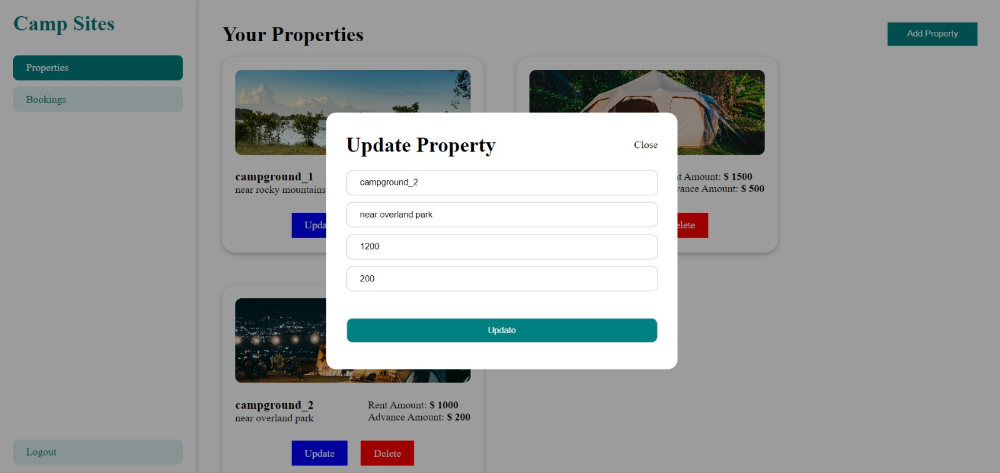 Camp Sites
Properties
Bookings
Logout
Your Properties
Add Property
campground_1
near rocky mountains
Upda
nt Amount: $ 1500
vance Amount: $ 500
elete
Update Property
Close
campground_2
near overland park
1200
200
Update
campground_2
near overland park
Rent Amount: $ 1000
Advance Amount: $ 200
Update
Delete